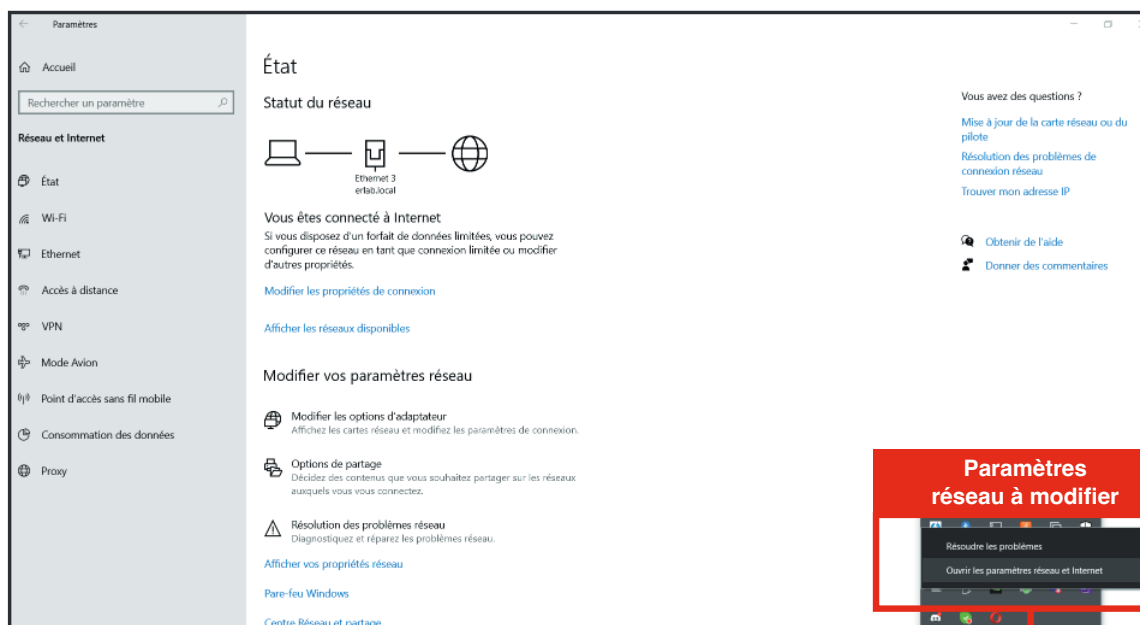 Paramètres
Accueil
Rechercher un paramètre
Réseau et Internet
État
Wi-Fi
Ethernet
Accès à distance
VPN
Mode Avion
Point d'accès sans fil mobile
Consommation des données
Proxy
État
Statut du réseau
Ethernet 3
erlab.local
Vous êtes connecté à Internet
Si vous disposez d'un forfait de données limitées, vous pouvez
configurer ce réseau en tant que connexion limitée ou modifier
d'autres propriétés.
Modifier les propriétés de connexion
Afficher les réseaux disponibles
Modifier vos paramètres réseau
Modifier les options d'adaptateur
Affichez les cartes réseau et modifiez les paramètres de connexion.
Options de partage
Décidez des contenus que vous souhaitez partager sur les réseaux
auxquels vous vous connectez.
Résolution des problèmes réseau
Diagnostiquez et réparez les problèmes réseau.
Afficher vos propriétés réseau
Pare-feu Windows
Centre Réseau et partage
Vous avez des questions ?
Mise à jour de la carte réseau ou du
pilote
Résolution des problèmes de
connexion réseau
Trouver mon adresse IP
Obtenir de l'aide
Donner des commentaires
Paramètres
réseau à modifier
Résoudre les problèmes
Ouvrir les paramètres réseau et Internet